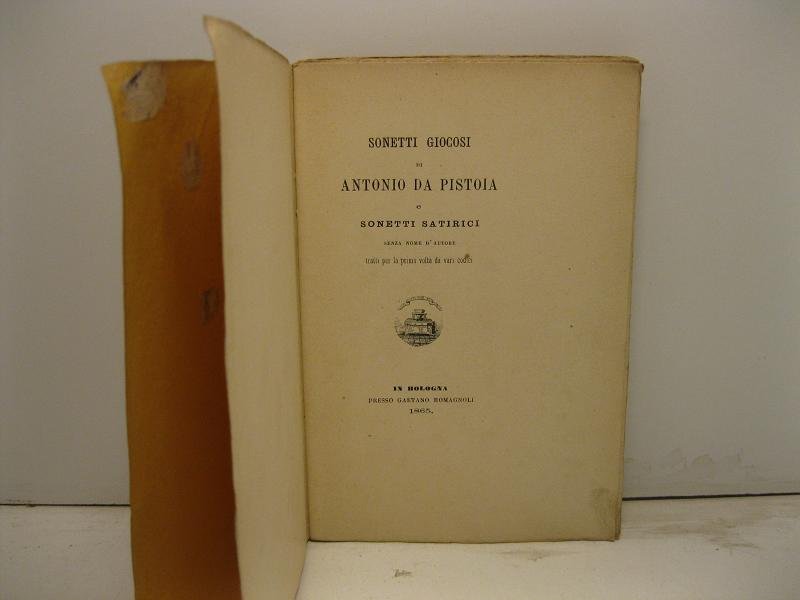 SONETTI GIOCOSI
DI
ANTONIO DA PISTOIA
e
SONETTI SATIRICI
SENZA NOME D'AUTORE
tratti per la prima volta da vari codici
IN BOLOGNA
PRESSO GAETANO ROMAGNOLI
1865.